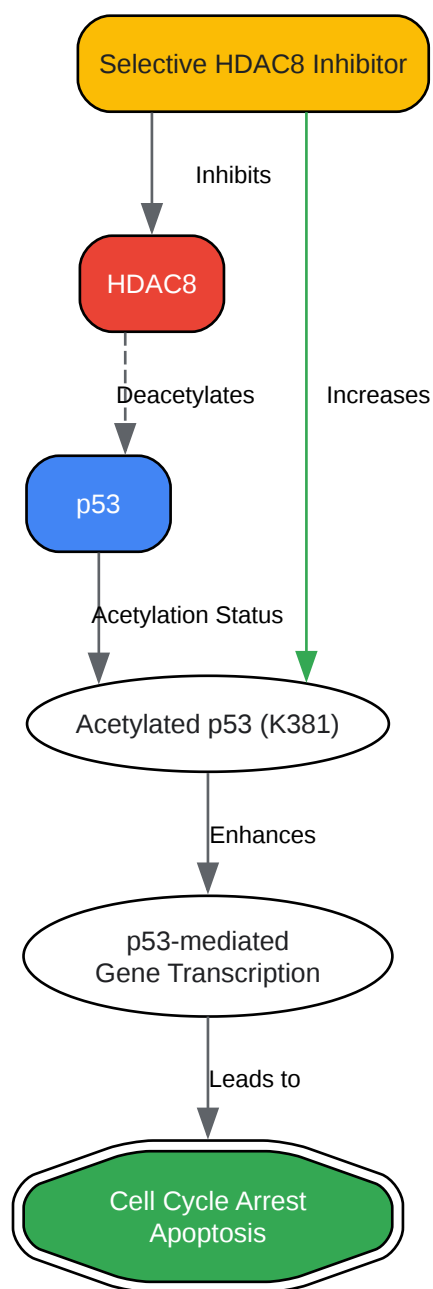 Selective HDAC8 Inhibitor
Inhibits
HDAC8
Deacetylates
Increases
p53
Acetylation Status
Acetylated p53 (K381)
Enhances
p53-mediated
Gene Transcription
Leads to
Cell Cycle Arrest
Apoptosis